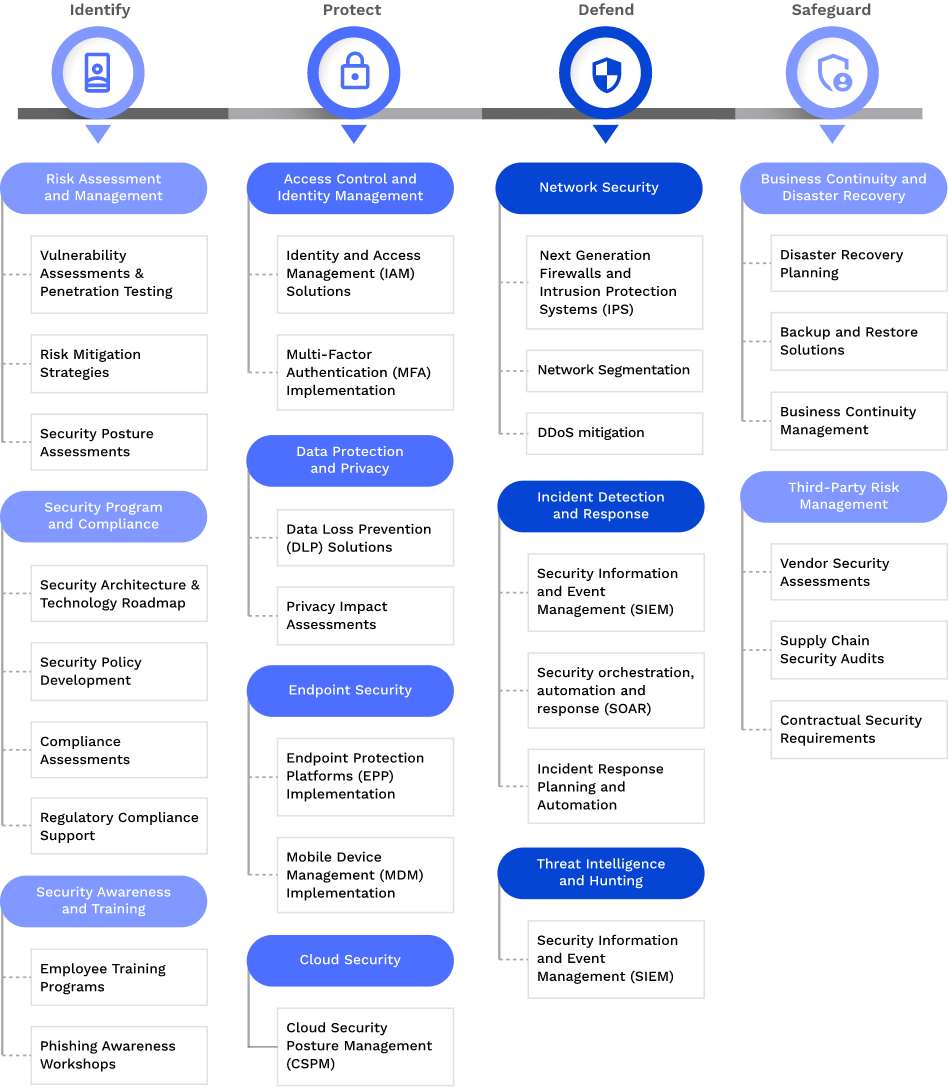 Identify
Risk Assessment
and Management
Vulnerability
Assessments &
Penetration Testing
Risk Mitigation
Strategies
Security Posture
Assessments
Security Program
and Compliance
Security Architecture &
Technology Roadmap
Security Policy
Development
Compliance
Assessments
Regulatory Compliance
Support
Security Awareness
and Training
Employee Training
Programs
Phishing Awareness
Workshops
Protect
Access Control and
Identity Management
Identity and Access
Management (IAM)
Solutions
Multi-Factor
Authentication (MFA)
Implementation
Data Protection
and Privacy
Data Loss Prevention
(DLP) Solutions
Privacy Impact
Assessments
Endpoint Security
Endpoint Protection
Platforms (EPP)
Implementation
Mobile Device
Management (MDM)
Implementation
Cloud Security
Cloud Security
Posture Management
(CSPM)
Defend
Network Security
Next Generation
Firewalls and
Intrusion Protection
Systems (IPS)
Network Segmentation
DDoS mitigation
Incident Detection
and Response
Security Information
and Event
Management (SIEM)
Security orchestration,
automation and
response (SOAR)
Incident Response
Planning and
Automation
Threat Intelligence
and Hunting
Security Information
and Event
Management (SIEM)
Safeguard
Business Continuity and
Disaster Recovery
Disaster Recovery
Planning
Backup and Restore
Solutions
Business Continuity
Management
Third-Party Risk
Management
Vendor Security
Assessments
Supply Chain
Security Audits
Contractual Security
Requirements